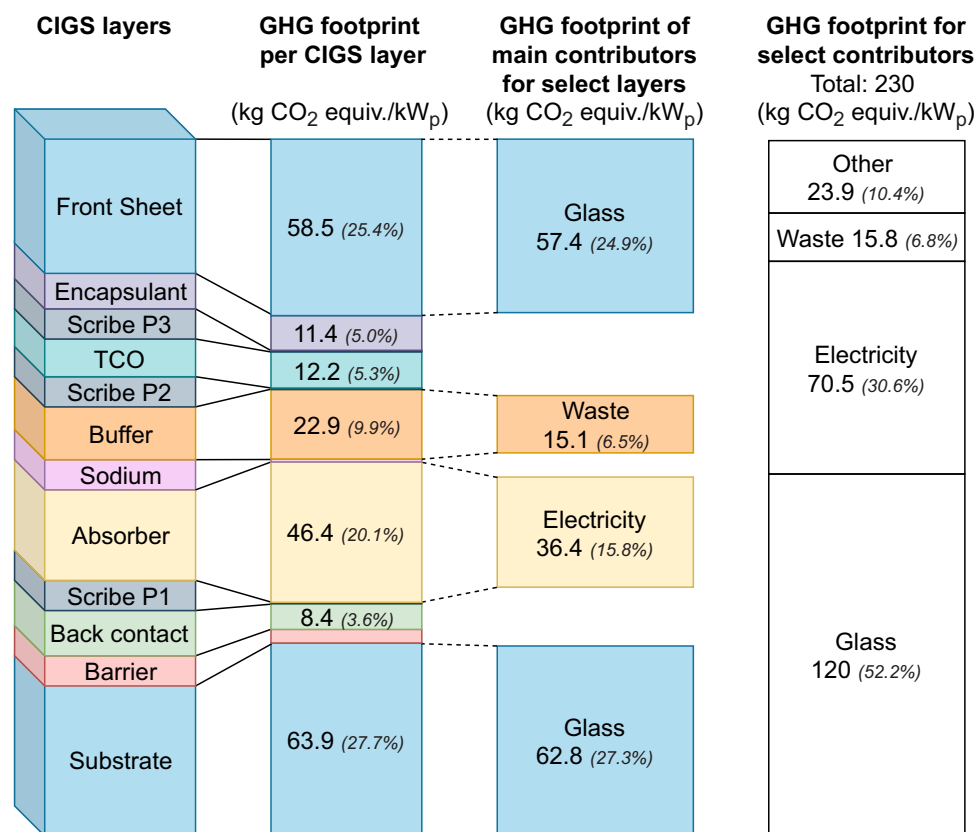 CIGS layers
GHG footprint
per CIGS layer
(kg CO₂ equiv./kWₚ)
GHG footprint of
main contributors
for select layers
(kg CO₂ equiv./kWₚ)
GHG footprint for
select contributors
Total: 230
(kg CO₂ equiv./kWₚ)
Front Sheet
Encapsulant
Scribe P3
TCO
Scribe P2
Buffer
Sodium
Absorber
Scribe P1
Back contact
Barrier
Substrate
58.5 (25.4%)
11.4 (5.0%)
12.2 (5.3%)
22.9 (9.9%)
46.4 (20.1%)
8.4 (3.6%)
63.9 (27.7%)
Glass
57.4 (24.9%)
Waste
15.1 (6.5%)
Electricity
36.4 (15.8%)
Glass
62.8 (27.3%)
Other
23.9 (10.4%)
Waste 15.8 (6.8%)
Electricity
70.5 (30.6%)
Glass
120 (52.2%)